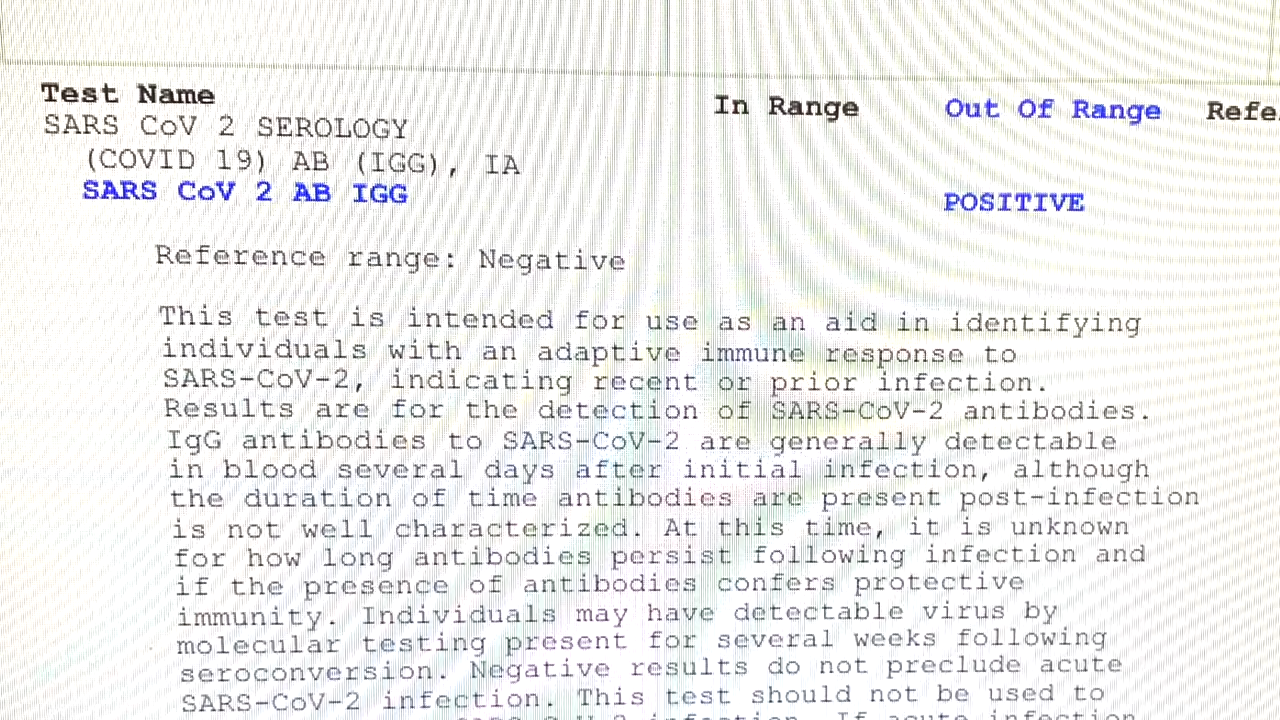 Test Name In Range Out Of Range
SARS CoV 2 SEROLOGY
(COVID 19) AB (IGG), IA
SARS CoV 2 AB IGG POSITIVE
Reference range: Negative
This test is intended for use as an aid in identifying
individuals with an adaptive immune response to
SARS-CoV-2, indicating recent or prior infection.
Results are for the detection of SARS-CoV-2 antibodies.
IgG antibodies to SARS-CoV-2 are generally detectable
in blood several days after initial infection, although
the duration of time antibodies are present post-infection
is not well characterized. At this time, it is unknown
for how long antibodies persist following infection and
if the presence of antibodies confers protective
immunity. Individuals may have detectable virus by
molecular testing present for several weeks following
seroconversion. Negative results do not preclude acute
SARS-CoV-2 infection. This test should not be used to